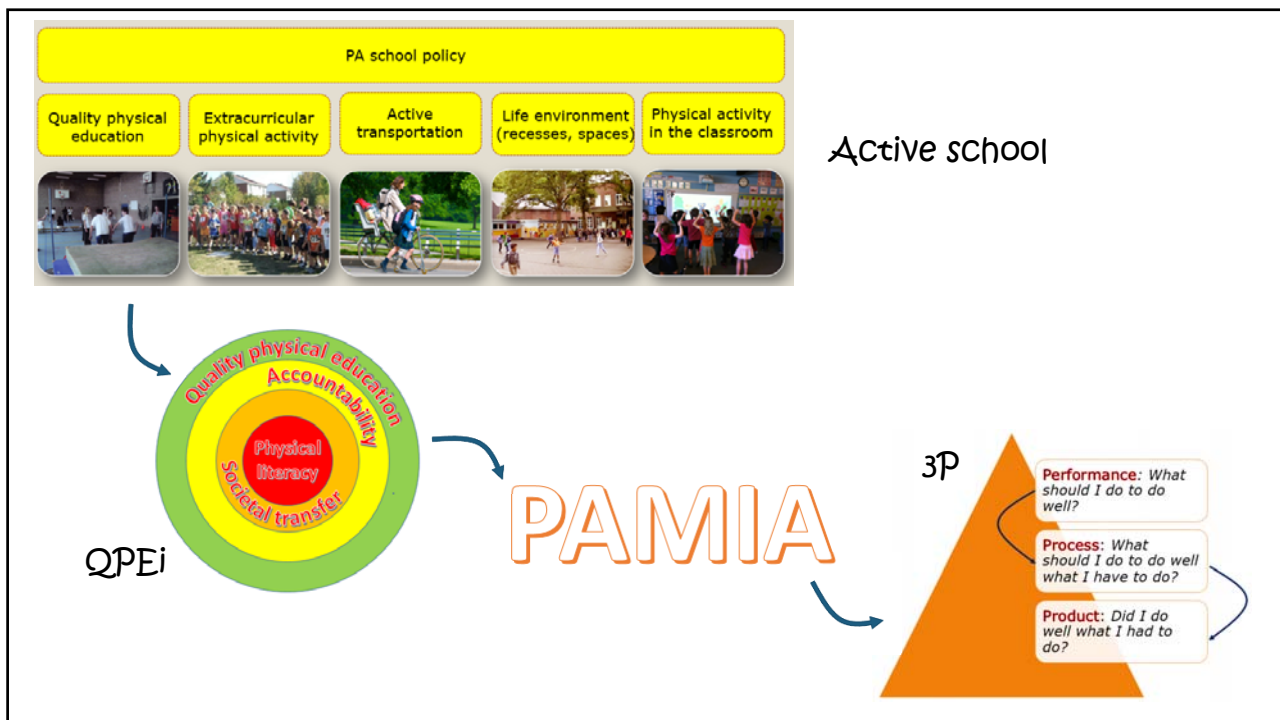 PA school policy
Quality physical
education
Extracurricular
physical activity
Active
transportation
Life environment
(recesses, spaces)
Physical activity
in the classroom
Active school
Quality physical education
Accountability
Physical
literacy
Societal transfer
QPEi
PAMIA
3P
Performance: What
should I do to do
well?
Process: What
should I do to do well
what I have to do?
Product: Did I do
well what I had to
do?